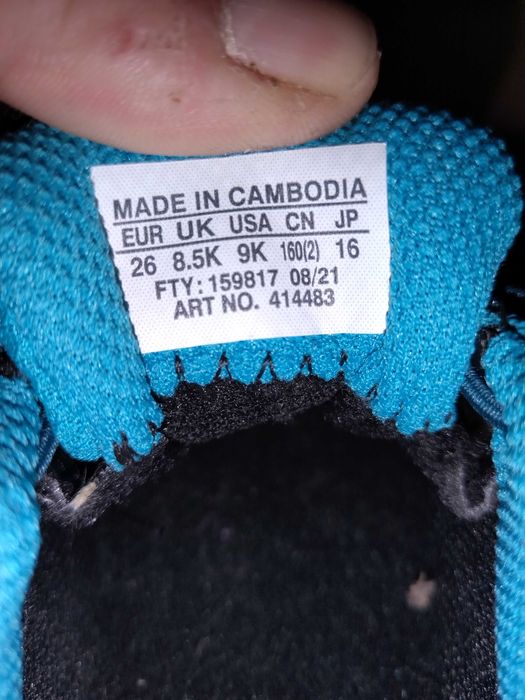 MADE IN CAMBODIA
EUR UK USA CN JP
26 8.5K 9K 160(2) 16
FTY: 159817 08/21
ART NO. 414483